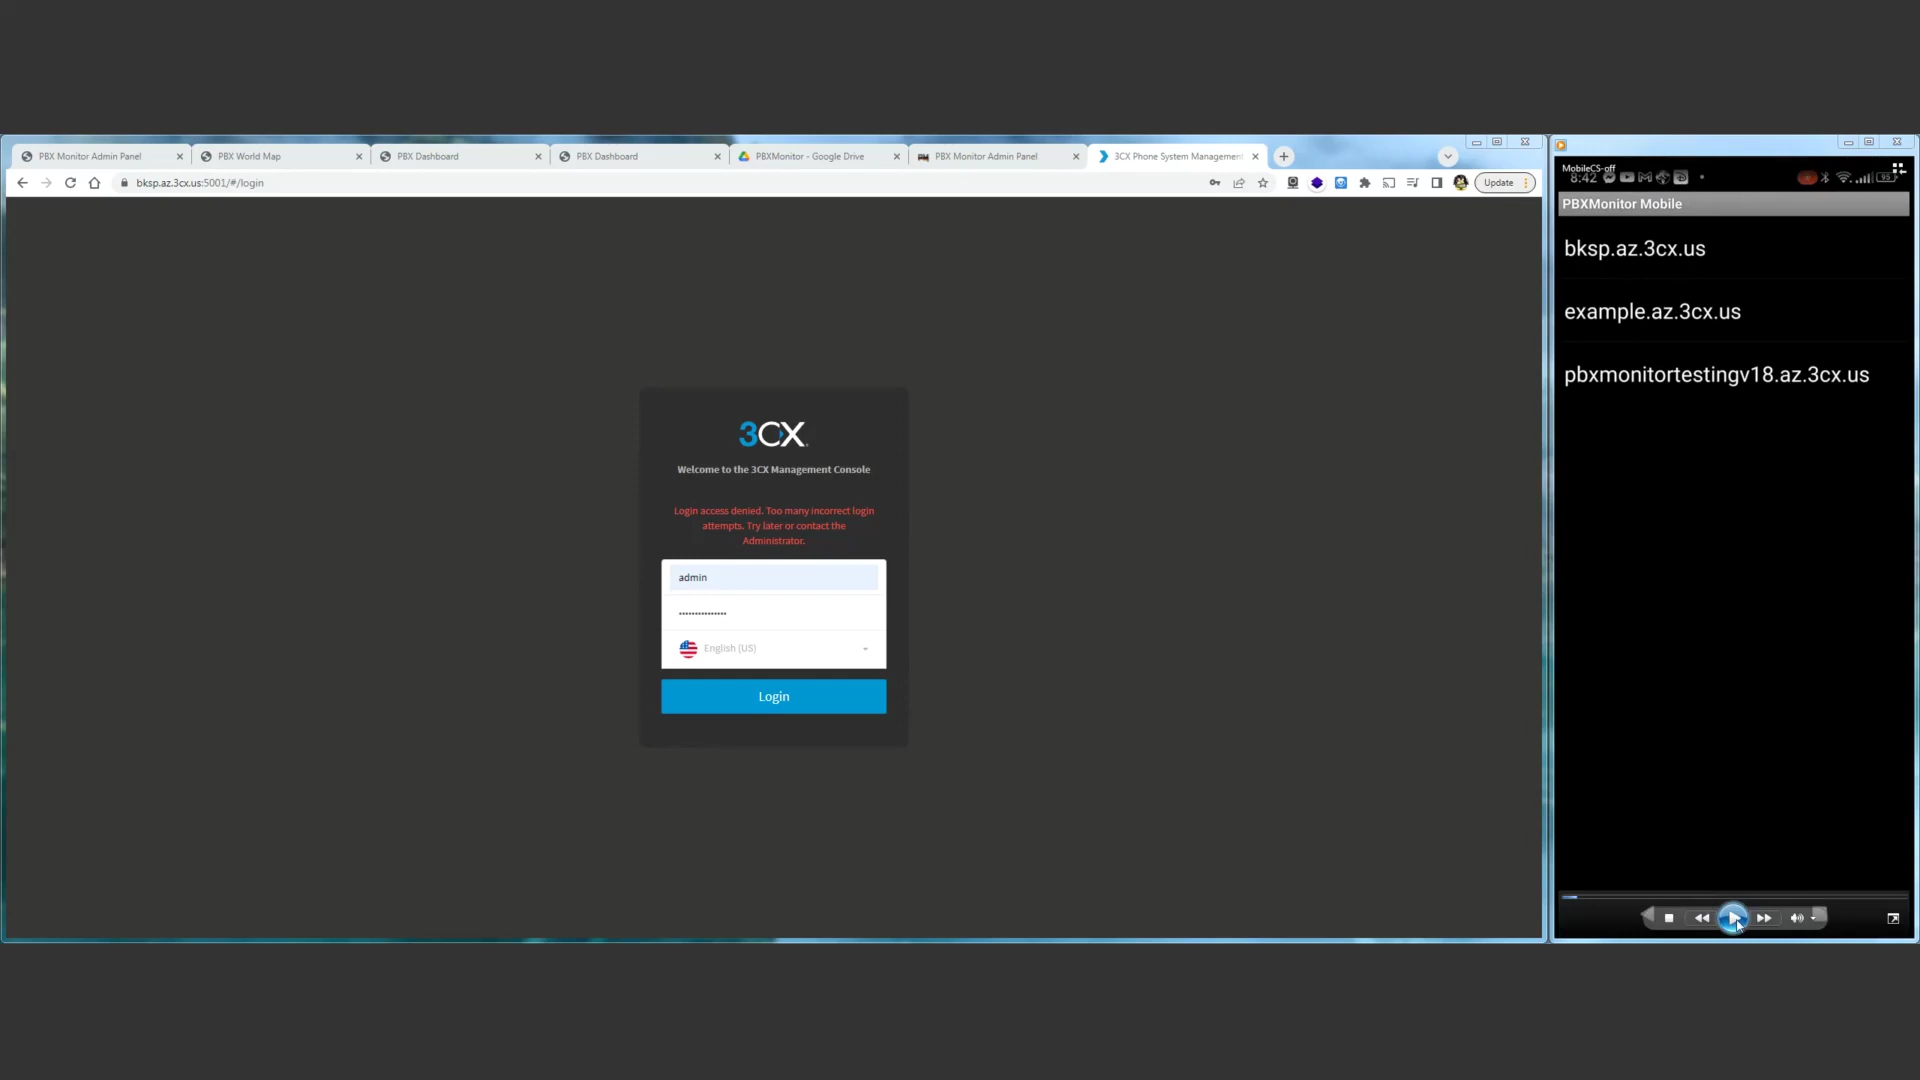 PBX Monitor Admin Panel
PBX World Map
PBX Dashboard
PBX Dashboard
PBXMonitor - Google Drive
PBX Monitor Admin Panel
3CX Phone System Management
bksp.az.3cx.us:5001/#/login
Update
3CX
Welcome to the 3CX Management Console
Login access denied. Too many incorrect login
attempts. Try later or contact the
Administrator.
admin
English (US)
Login
MobileCS-off
8:42
95
PBXMonitor Mobile
bksp.az.3cx.us
example.az.3cx.us
pbxmonitortestingv18.az.3cx.us